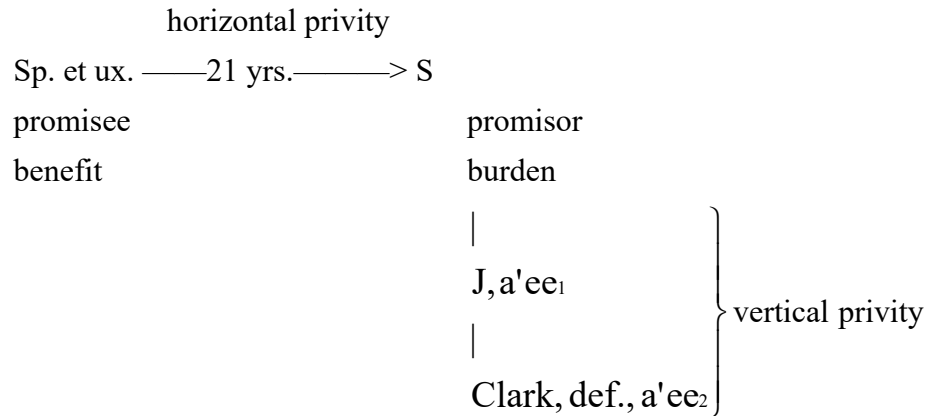 horizontal privity
Sp. et ux. ——21 yrs.———> S
promisee promisor
benefit burden
|
J, a'ee₁
|
vertical privity
Clark, def., a'ee₂